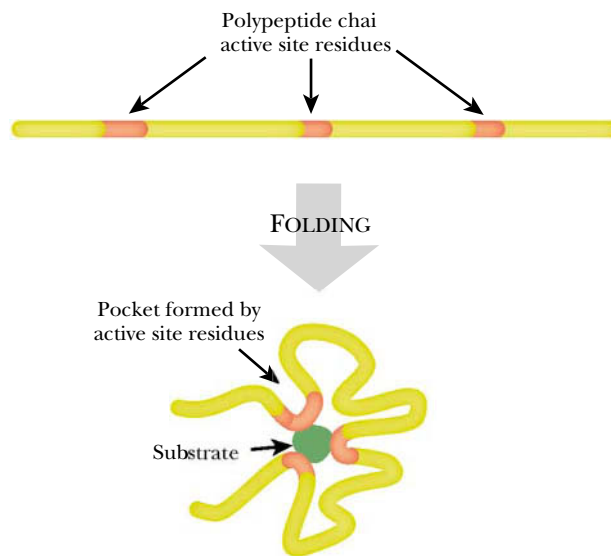 Polypeptide chai
active site residues
FOLDING
Pocket formed by
active site residues
Substrate